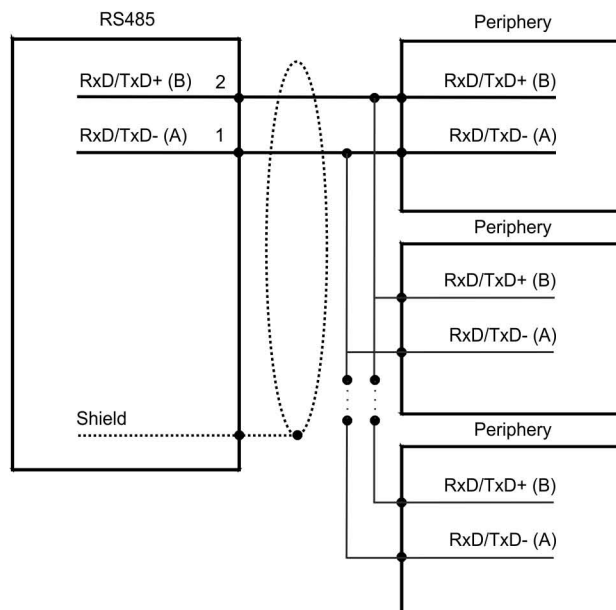 RS485
Periphery
RxD/TxD+ (B) 2
RxD/TxD+ (B)
RxD/TxD- (A) 1
RxD/TxD- (A)
Periphery
RxD/TxD+ (B)
RxD/TxD- (A)
Shield
Periphery
RxD/TxD+ (B)
RxD/TxD- (A)